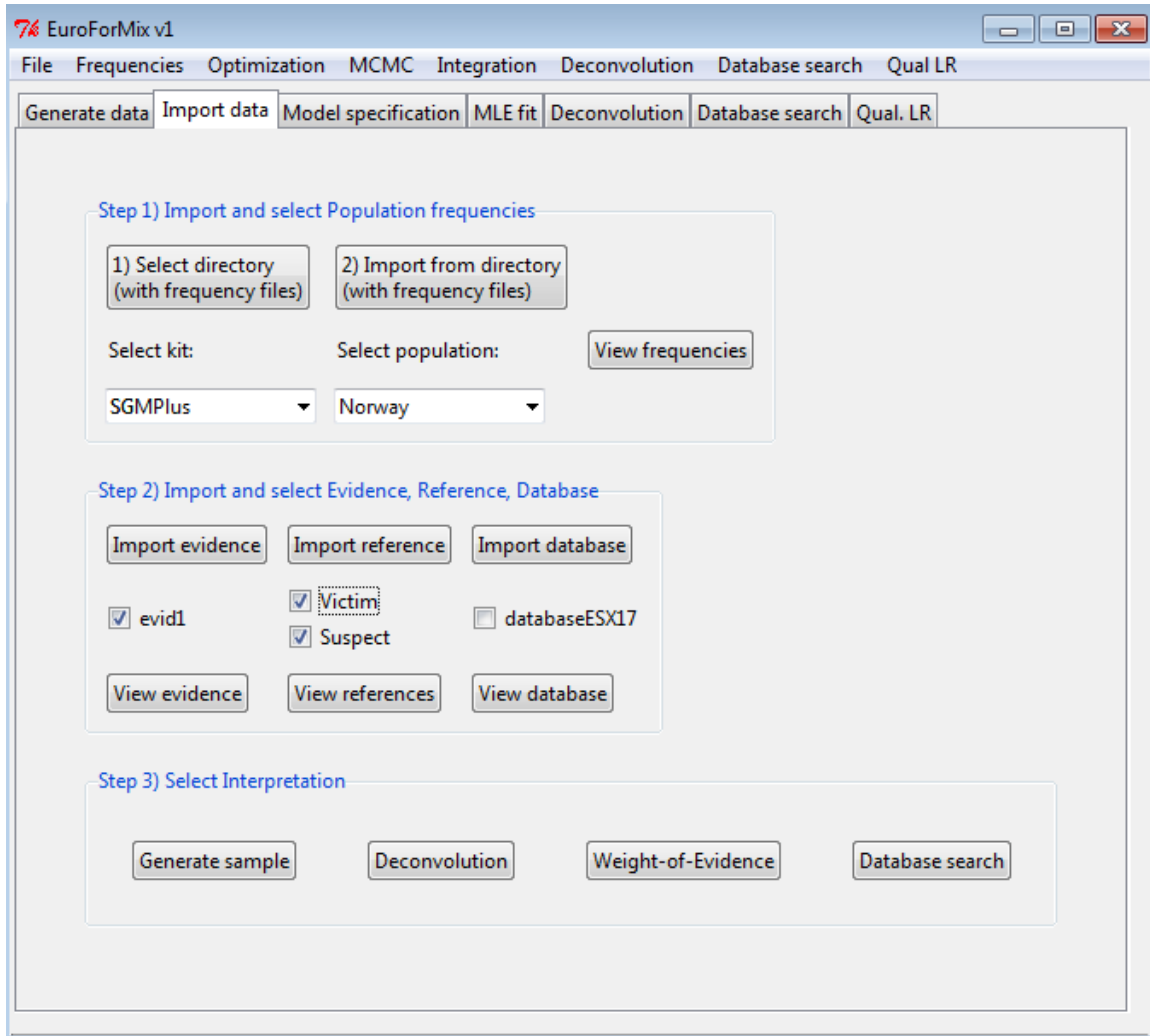 EuroForMix v1
File Frequencies Optimization MCMC Integration Deconvolution Database search Qual LR
Generate data Import data Model specification MLE fit Deconvolution Database search Qual. LR
Step 1) Import and select Population frequencies
1) Select directory 2) Import from directory
(with frequency files) (with frequency files)
Select kit: Select population: View frequencies
SGMPlus Norway
Step 2) Import and select Evidence, Reference, Database
Import evidence Import reference Import database
Victim
evid1 databaseESX17
Suspect
View evidence View references View database
Step 3) Select Interpretation
Generate sample Deconvolution Weight-of-Evidence Database search